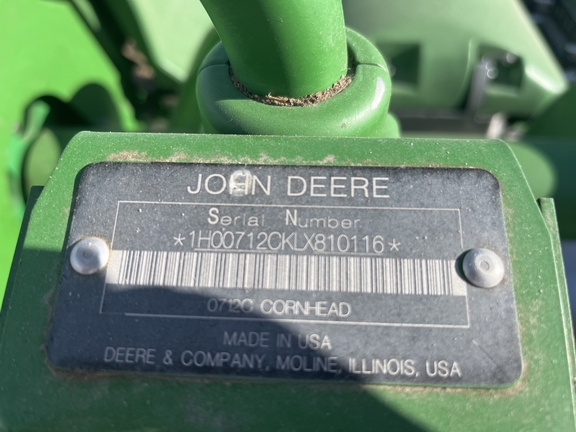 JOHN DEERE
Serial Number
*1H00712CKLX810116*
0712C CORNHEAD
MADE IN USA
DEERE & COMPANY, MOLINE, ILLINOIS, USA